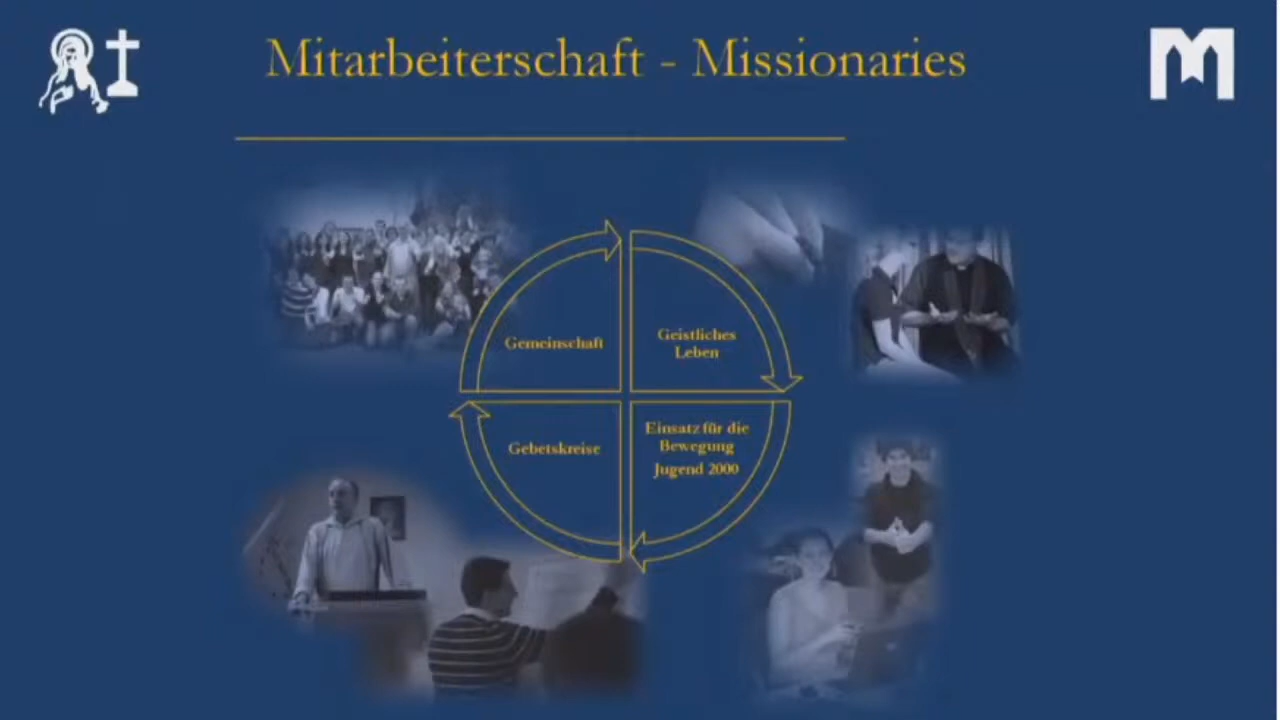 Mitarbeiterschaft - Missionaries
Gemeinschaft
Geistliches
Leben
Gebetskreise
Einsatz für die
Bewegung
Jugend 2000